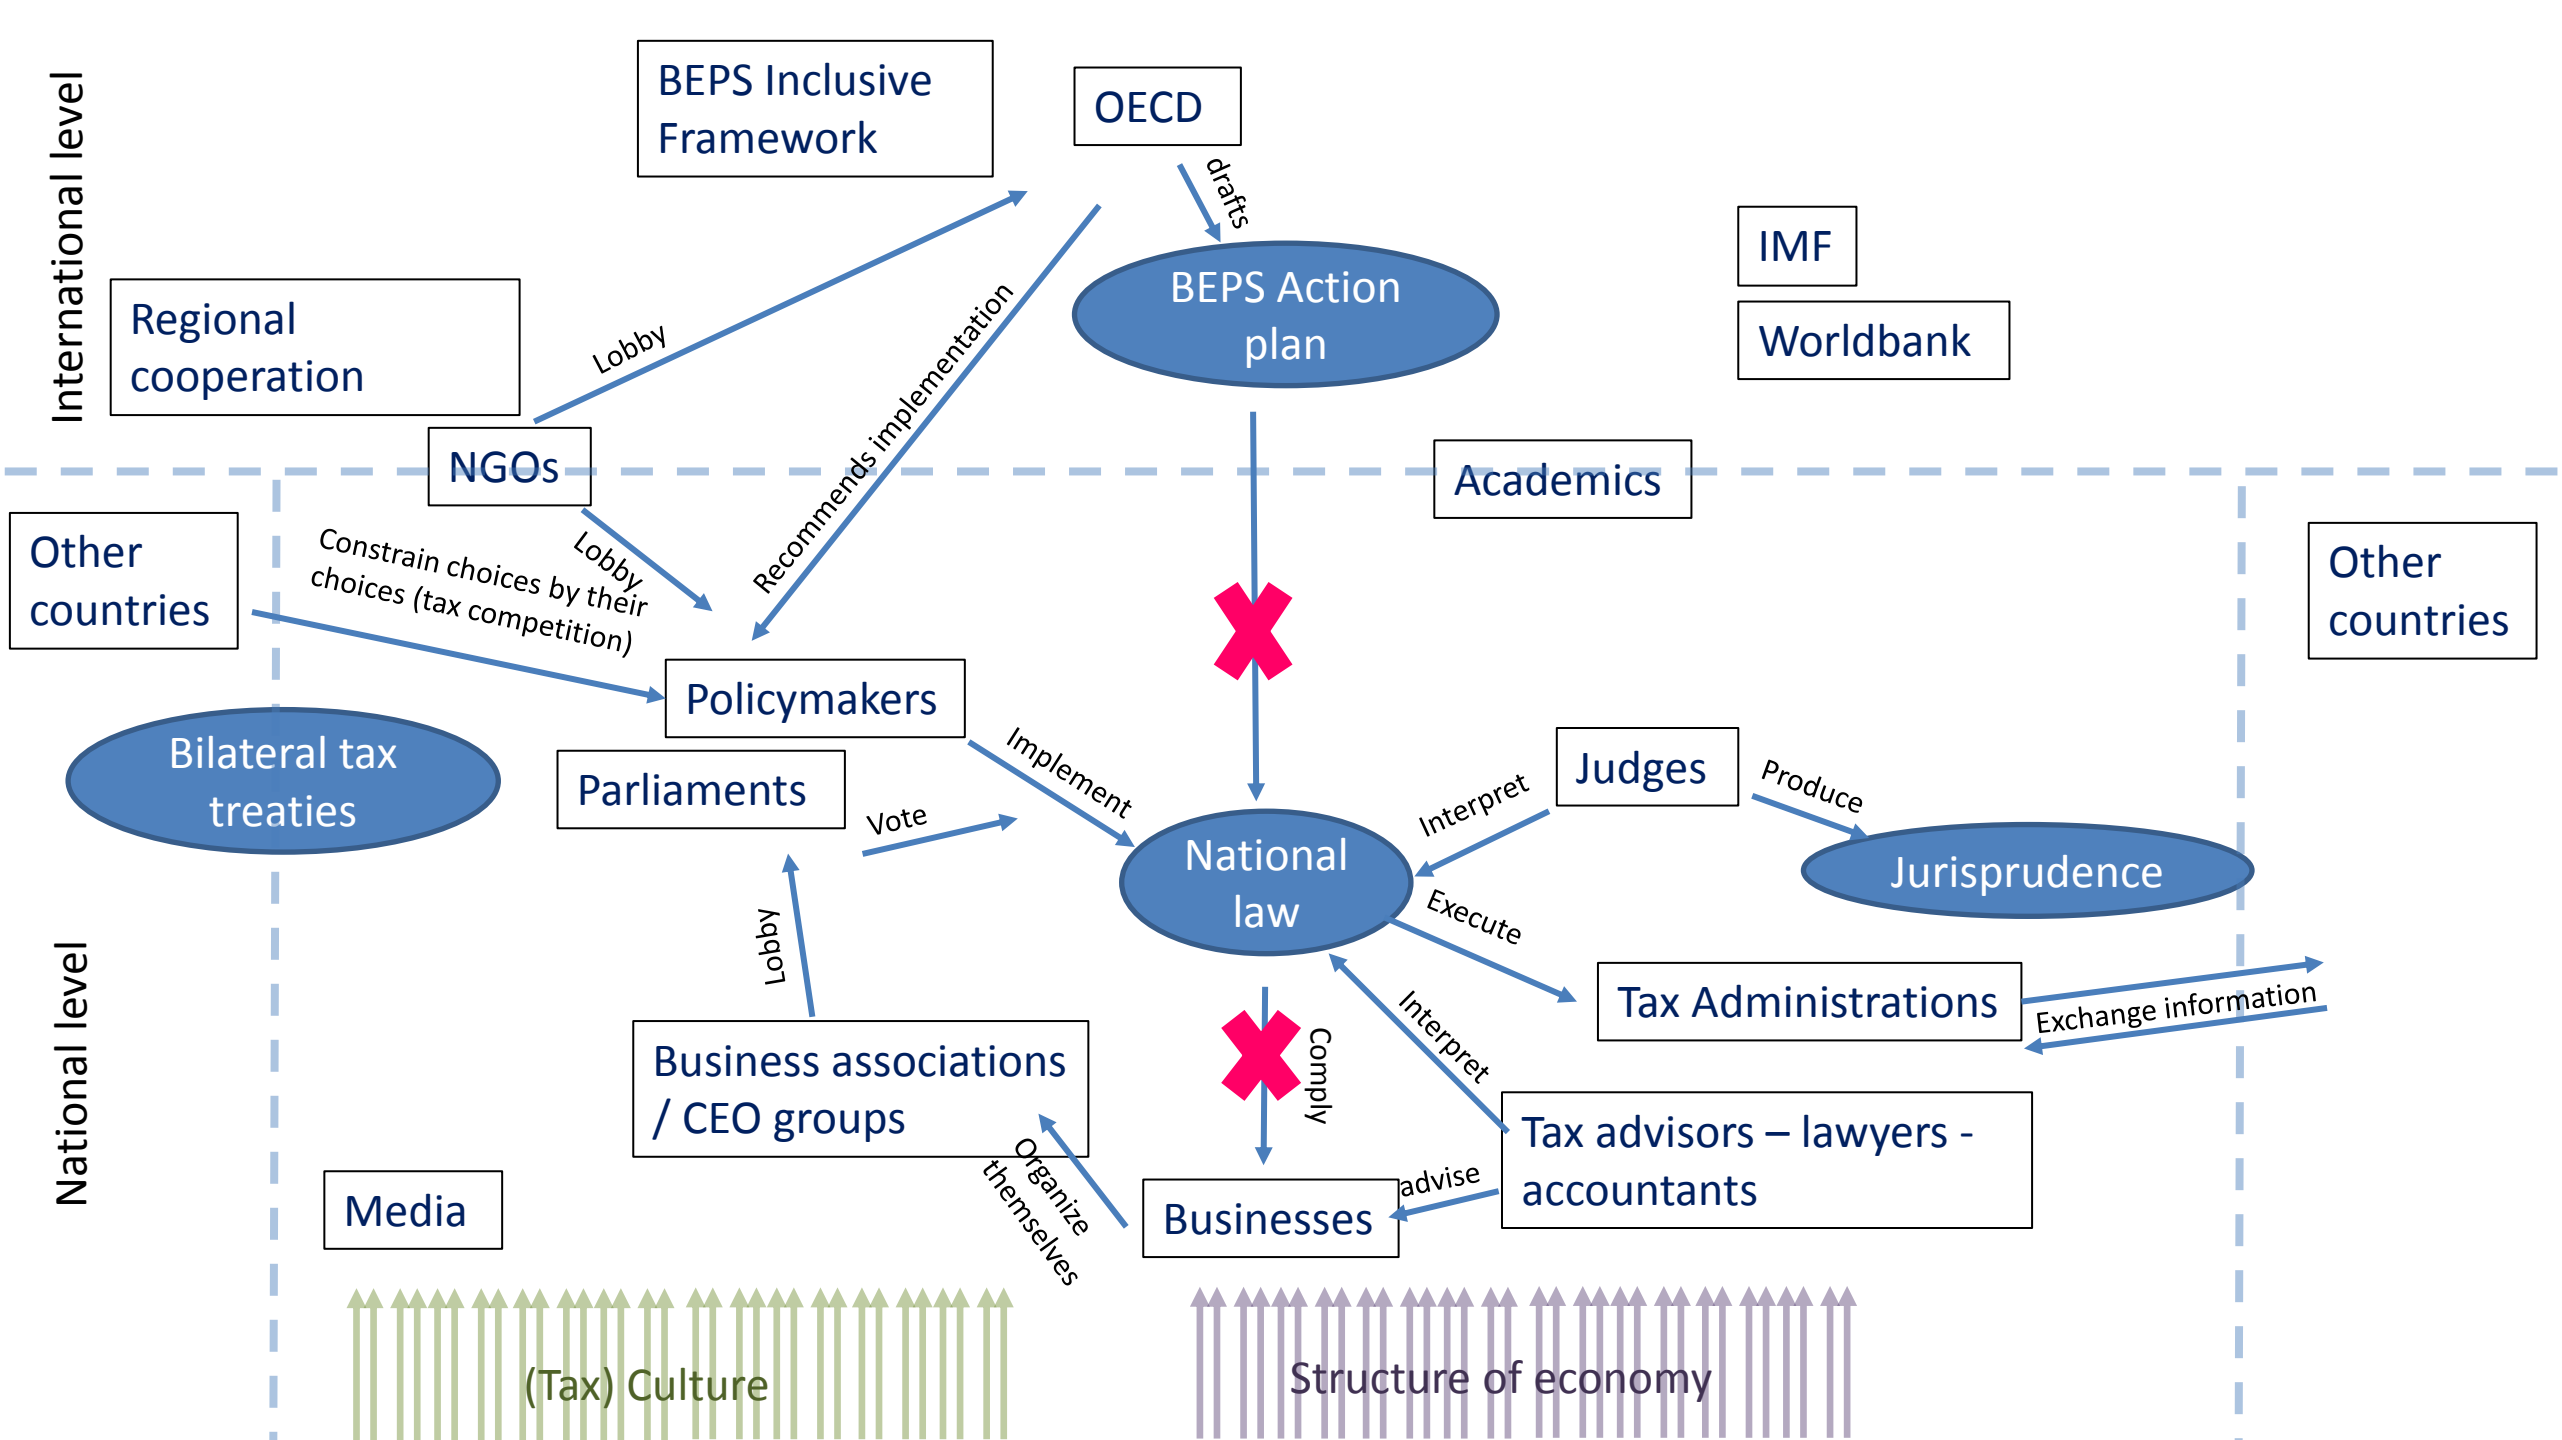 International level
BEPS Inclusive
Framework
OECD
drafts
BEPS Action
plan
IMF
Worldbank
Regional
cooperation
Lobby
Recommends implementation
NGOs
Academics
Other
countries
Constrain choices by their
choices (tax competition)
Lobby
Other
countries
Policymakers
Bilateral tax
treaties
Parliaments
Implement
Vote
Judges
Interpret
Produce
National
law
Jurisprudence
Execute
National level
Lobby
Tax Administrations
Exchange information
Business associations
/ CEO groups
Comply
Interpret
Tax advisors – lawyers -
accountants
Organize
themselves
advise
Businesses
Media
(Tax) Culture
Structure of economy